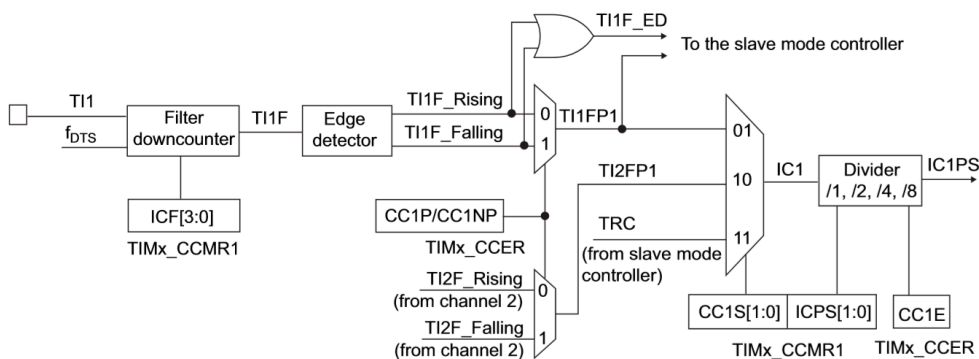 TI1F_ED
To the slave mode controller
TI1
f_DTS
Filter
downcounter
TI1F
Edge
detector
TI1F_Rising
TI1F_Falling
0
1
TI1FP1
01
TI2FP1
10
IC1
Divider
/1, /2, /4, /8
IC1PS
ICF[3:0]
TIMx_CCMR1
CC1P/CC1NP
TIMx_CCER
TRC
11
(from slave mode
controller)
TI2F_Rising
(from channel 2)
0
TI2F_Falling
(from channel 2)
1
CC1S[1:0]
ICPS[1:0]
CC1E
TIMx_CCMR1
TIMx_CCER